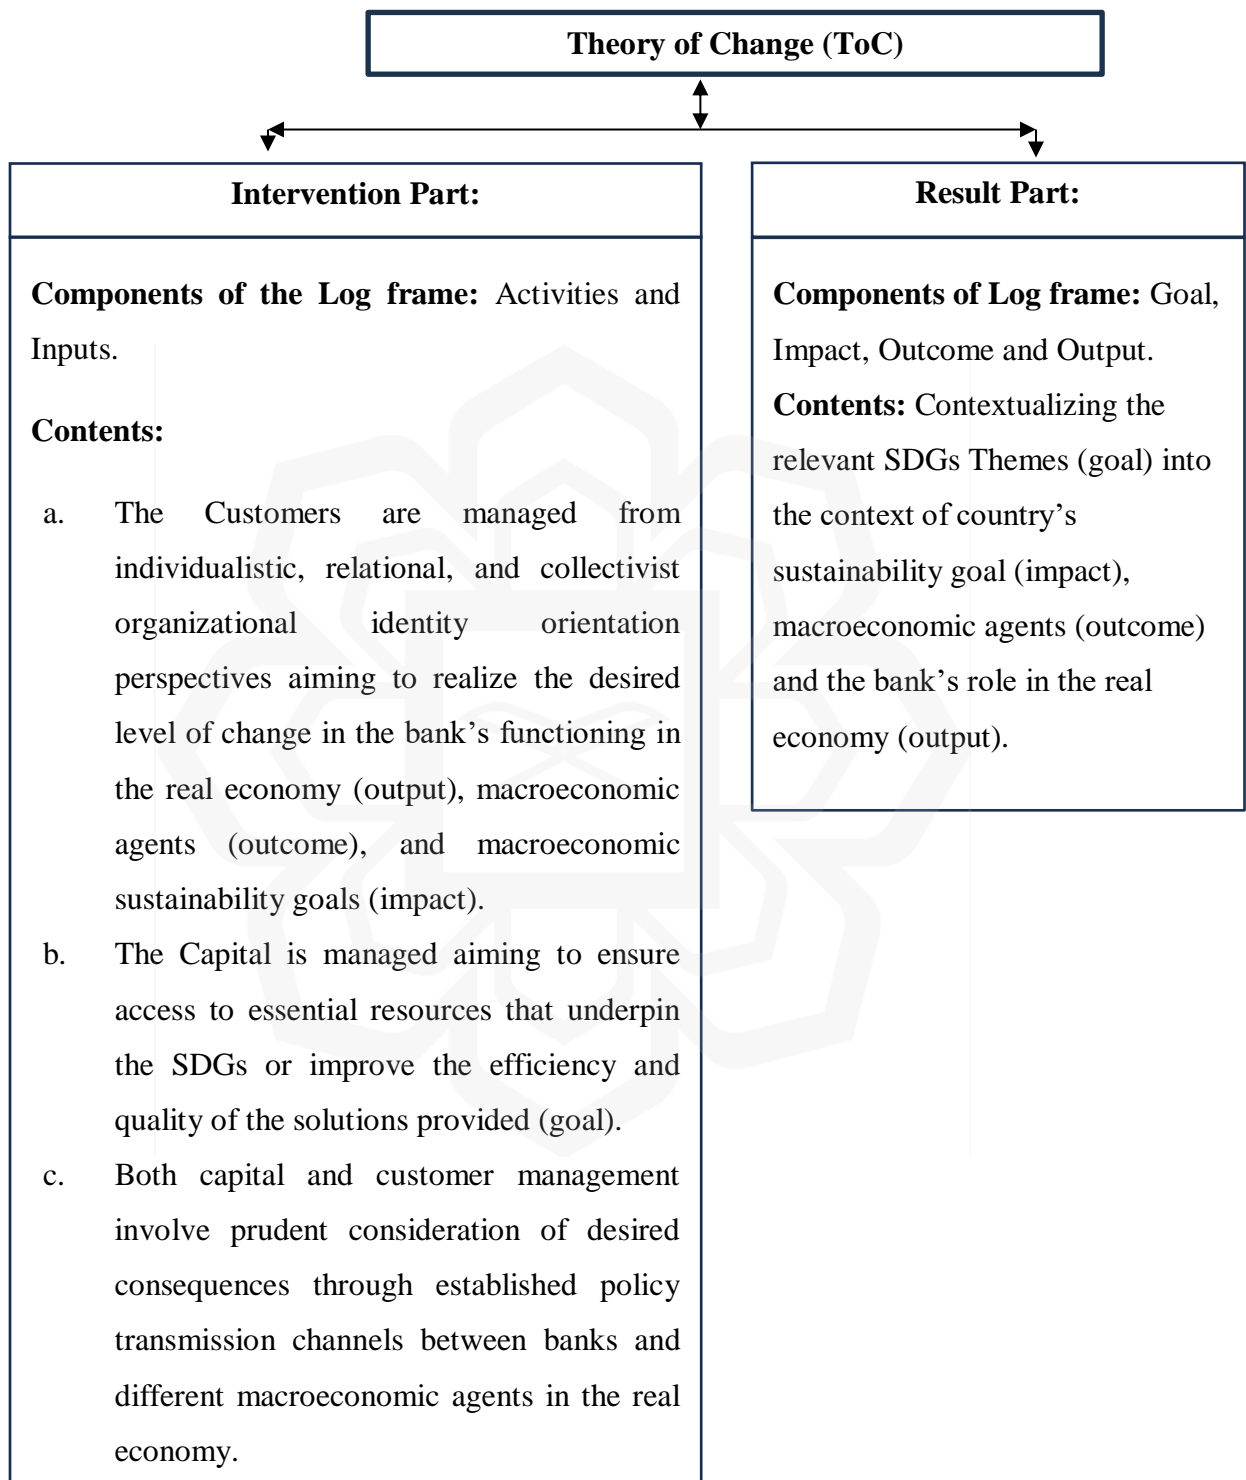 Theory of Change (ToC)
Intervention Part:
Components of the Log frame: Activities and
Inputs.
Contents:
a. The Customers are managed from
individualistic, relational, and collectivist
organizational identity orientation
perspectives aiming to realize the desired
level of change in the bank’s functioning in
the real economy (output), macroeconomic
agents (outcome), and macroeconomic
sustainability goals (impact).
b. The Capital is managed aiming to ensure
access to essential resources that underpin
the SDGs or improve the efficiency and
quality of the solutions provided (goal).
c. Both capital and customer management
involve prudent consideration of desired
consequences through established policy
transmission channels between banks and
different macroeconomic agents in the real
economy.
Result Part:
Components of Log frame: Goal,
Impact, Outcome and Output.
Contents: Contextualizing the
relevant SDGs Themes (goal) into
the context of country’s
sustainability goal (impact),
macroeconomic agents (outcome)
and the bank’s role in the real
economy (output).